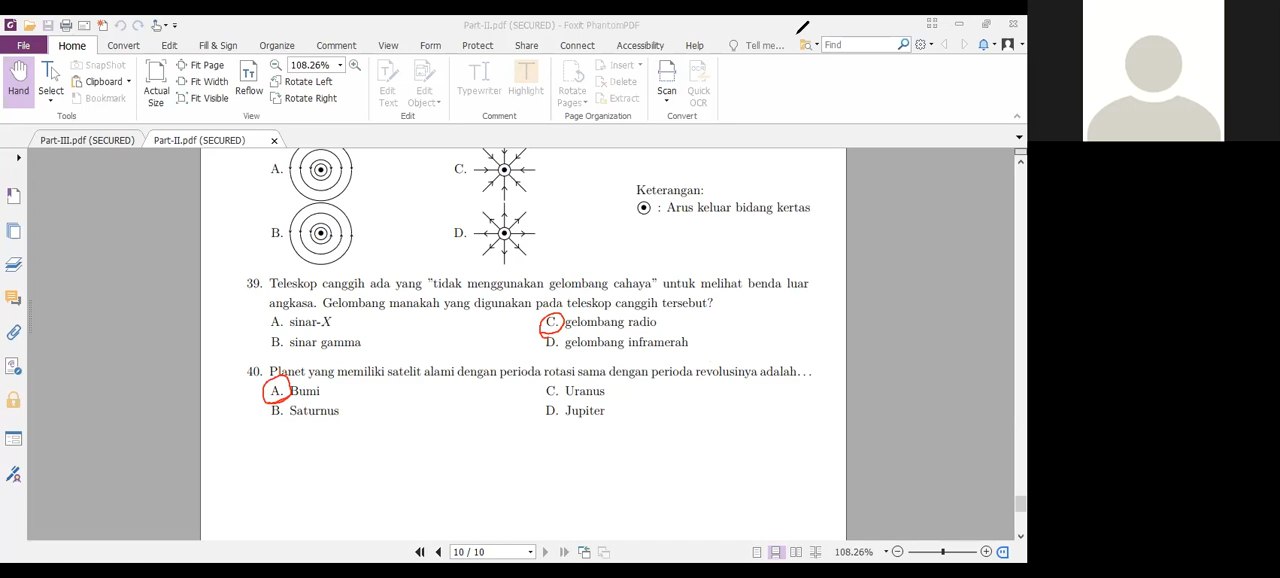 Part-II.pdf (SECURED) - Foxit PhantomPDF
File Home Convert Edit Fill & Sign Organize Comment View Form Protect Share Connect Accessibility Help Tell me... Find
Hand
Select
SnapShot
Clipboard
Bookmark
Tools
Actual Size
Fit Page
Fit Width
Fit Visible
Reflow
108.26%
Rotate Left
Rotate Right
View
Edit Text
Edit Object
Edit
Typewriter
Highlight
Comment
Rotate Pages
Insert
Delete
Extract
Page Organization
Scan
Quick OCR
Convert
Part-III.pdf (SECURED) Part-II.pdf (SECURED)
A. C.
Keterangan:
: Arus keluar bidang kertas
B. D.
39. Teleskop canggih ada yang ”tidak menggunakan gelombang cahaya” untuk melihat benda luar
angkasa. Gelombang manakah yang digunakan pada teleskop canggih tersebut?
A. sinar-X C. gelombang radio
B. sinar gamma D. gelombang inframerah
40. Planet yang memiliki satelit alami dengan perioda rotasi sama dengan perioda revolusinya adalah...
A. Bumi C. Uranus
B. Saturnus D. Jupiter
10 / 10 108.26%